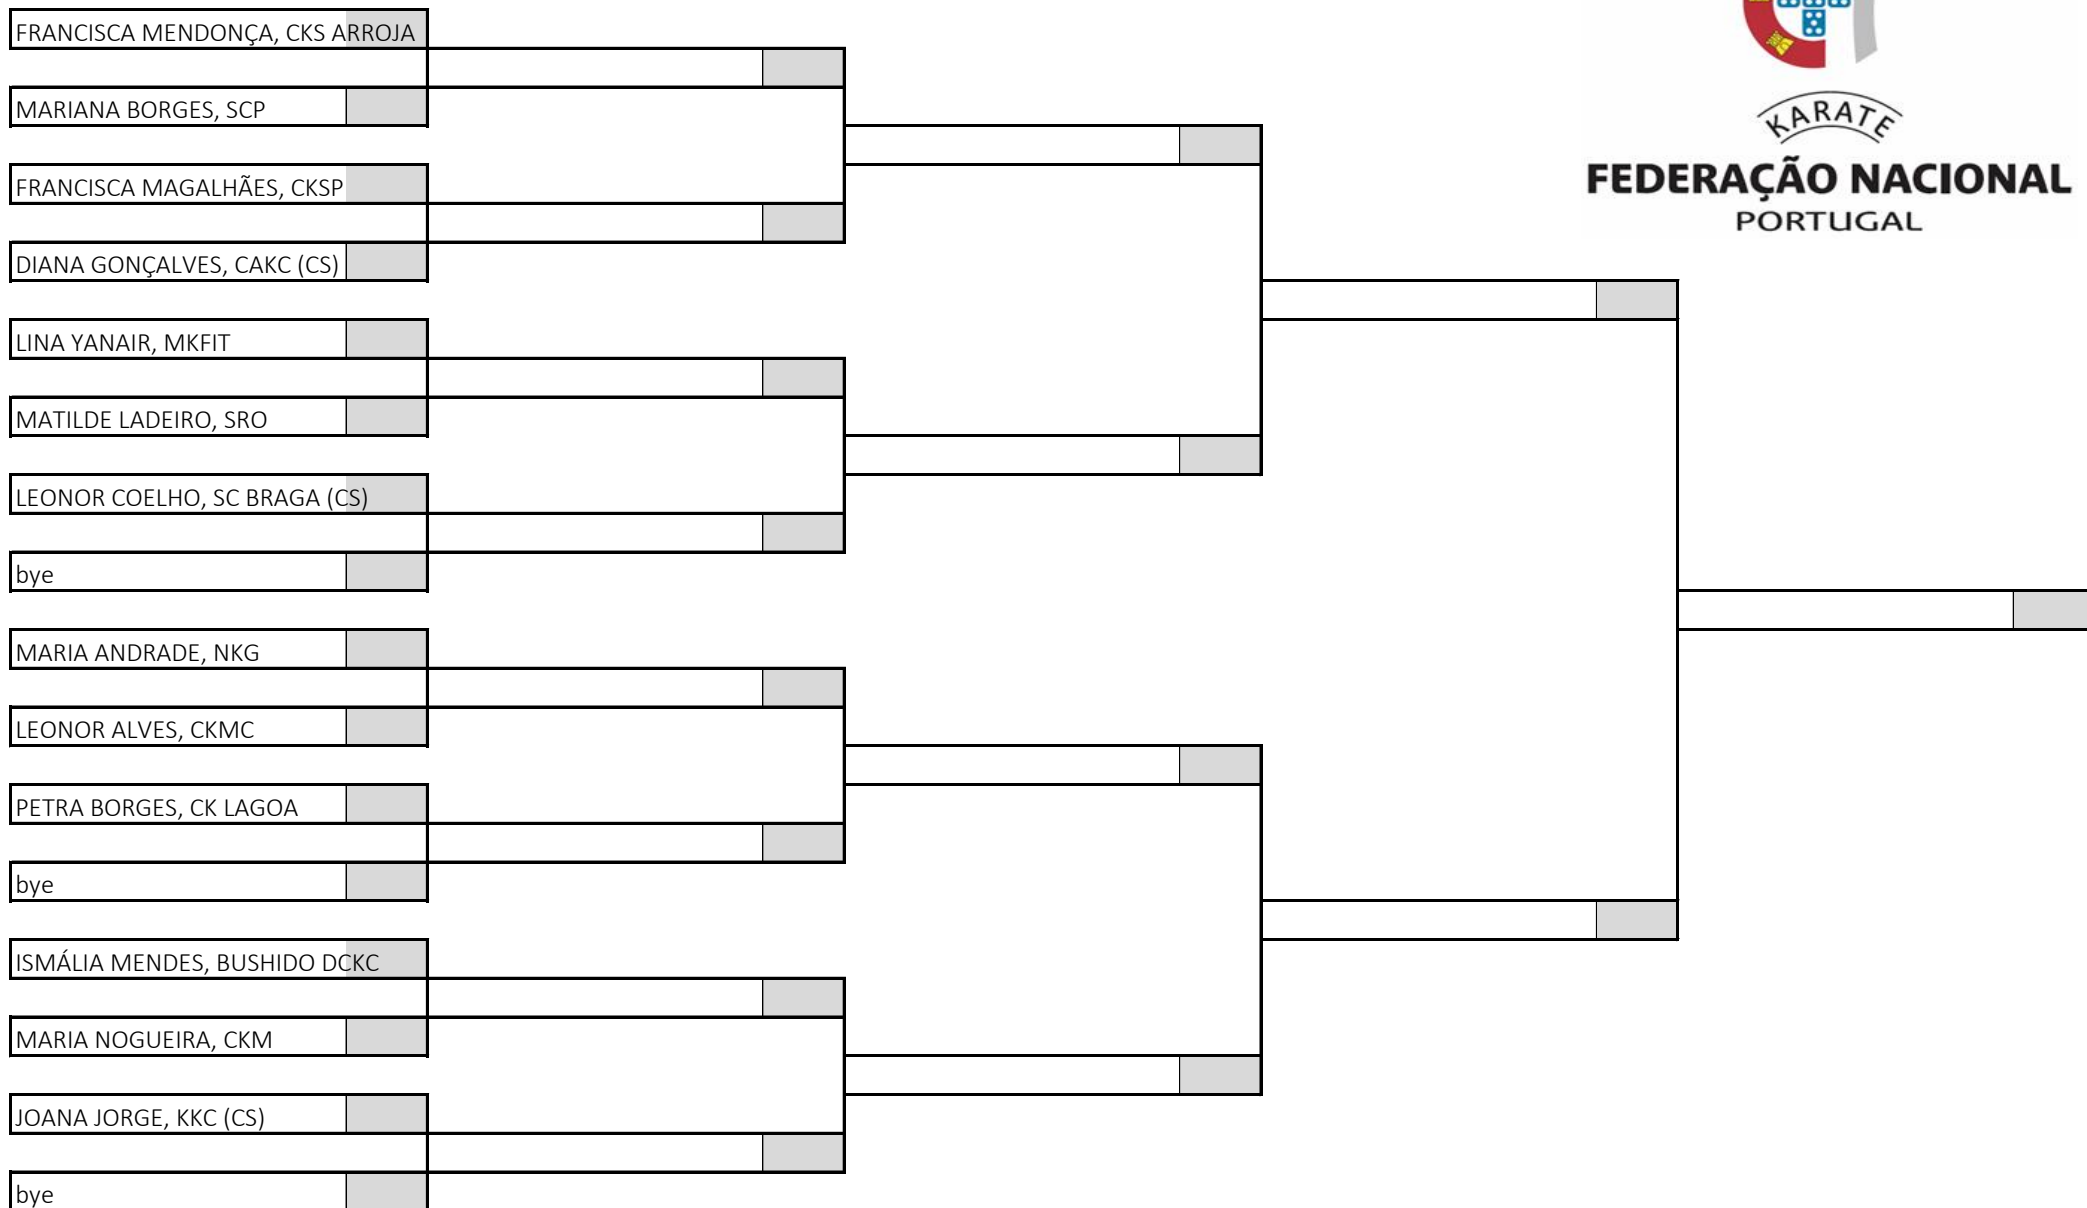 FRANCISCA MENDONÇA, CKS ARROJA
MARIANA BORGES, SCP
KARATE
FEDERAÇÃO NACIONAL
PORTUGAL
FRANCISCA MAGALHÃES, CKSP
DIANA GONÇALVES, CAKC (CS)
LINA YANAIR, MKFIT
MATILDE LADEIRO, SRO
LEONOR COELHO, SC BRAGA (CS)
bye
MARIA ANDRADE, NKG
LEONOR ALVES, CKMC
PETRA BORGES, CK LAGOA
bye
ISMÁLIA MENDES, BUSHIDO DCKC
MARIA NOGUEIRA, CKM
JOANA JORGE, KKC (CS)
bye